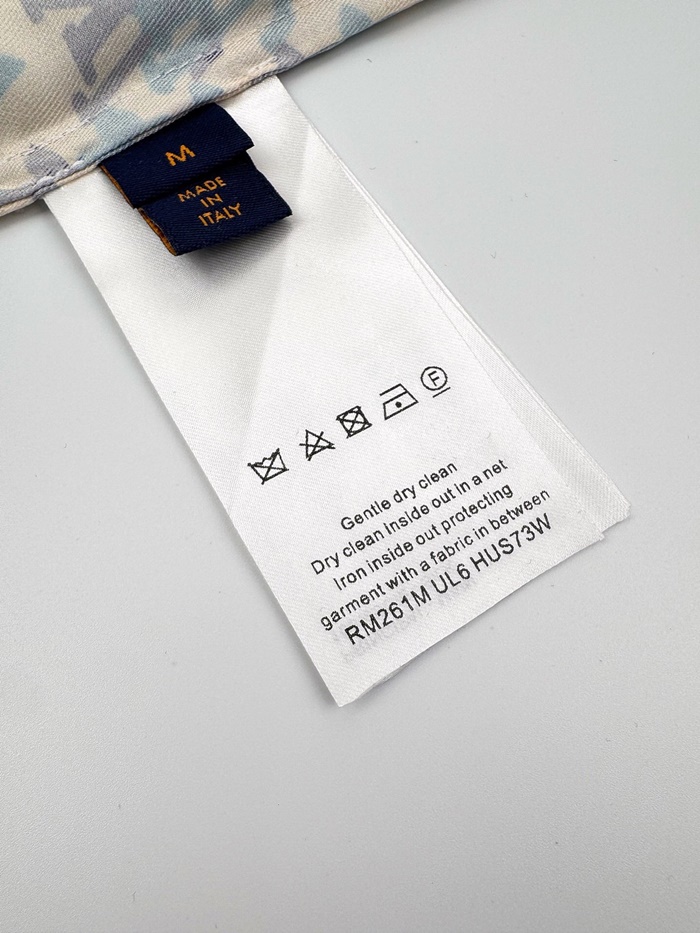 M
MADE
IN
ITALY
F
Gentle dry clean
Dry clean inside out in a net
Iron inside out protecting
garment with a fabric in between
RM261M UL6 HUS73W